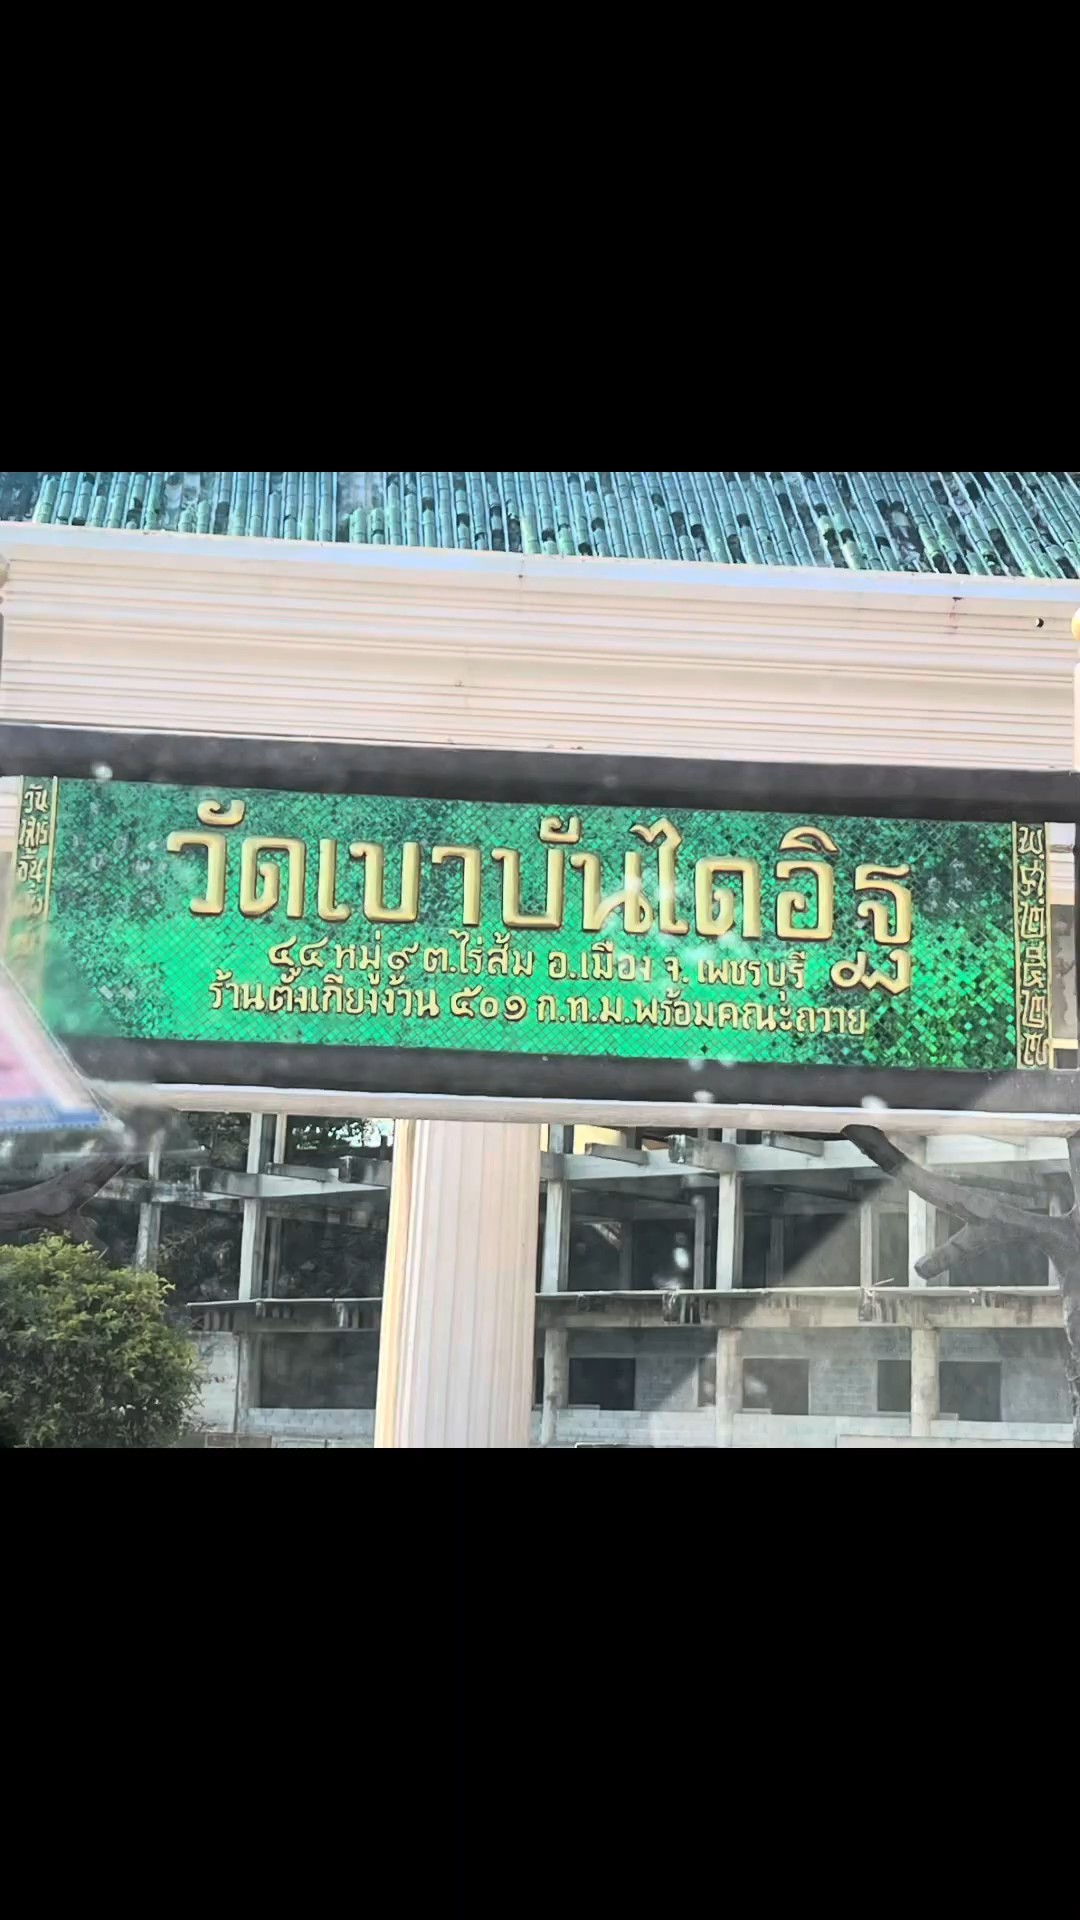 วัดเขาบันไดอิฐ
๔๔ หมู่ ๙ ต.ไร่ส้ม อ.เมือง จ.เพชรบุรี
ร้านตั้งเกียงง้วน ๕๐๑ ก.ท.ม.พร้อมคณะถวาย